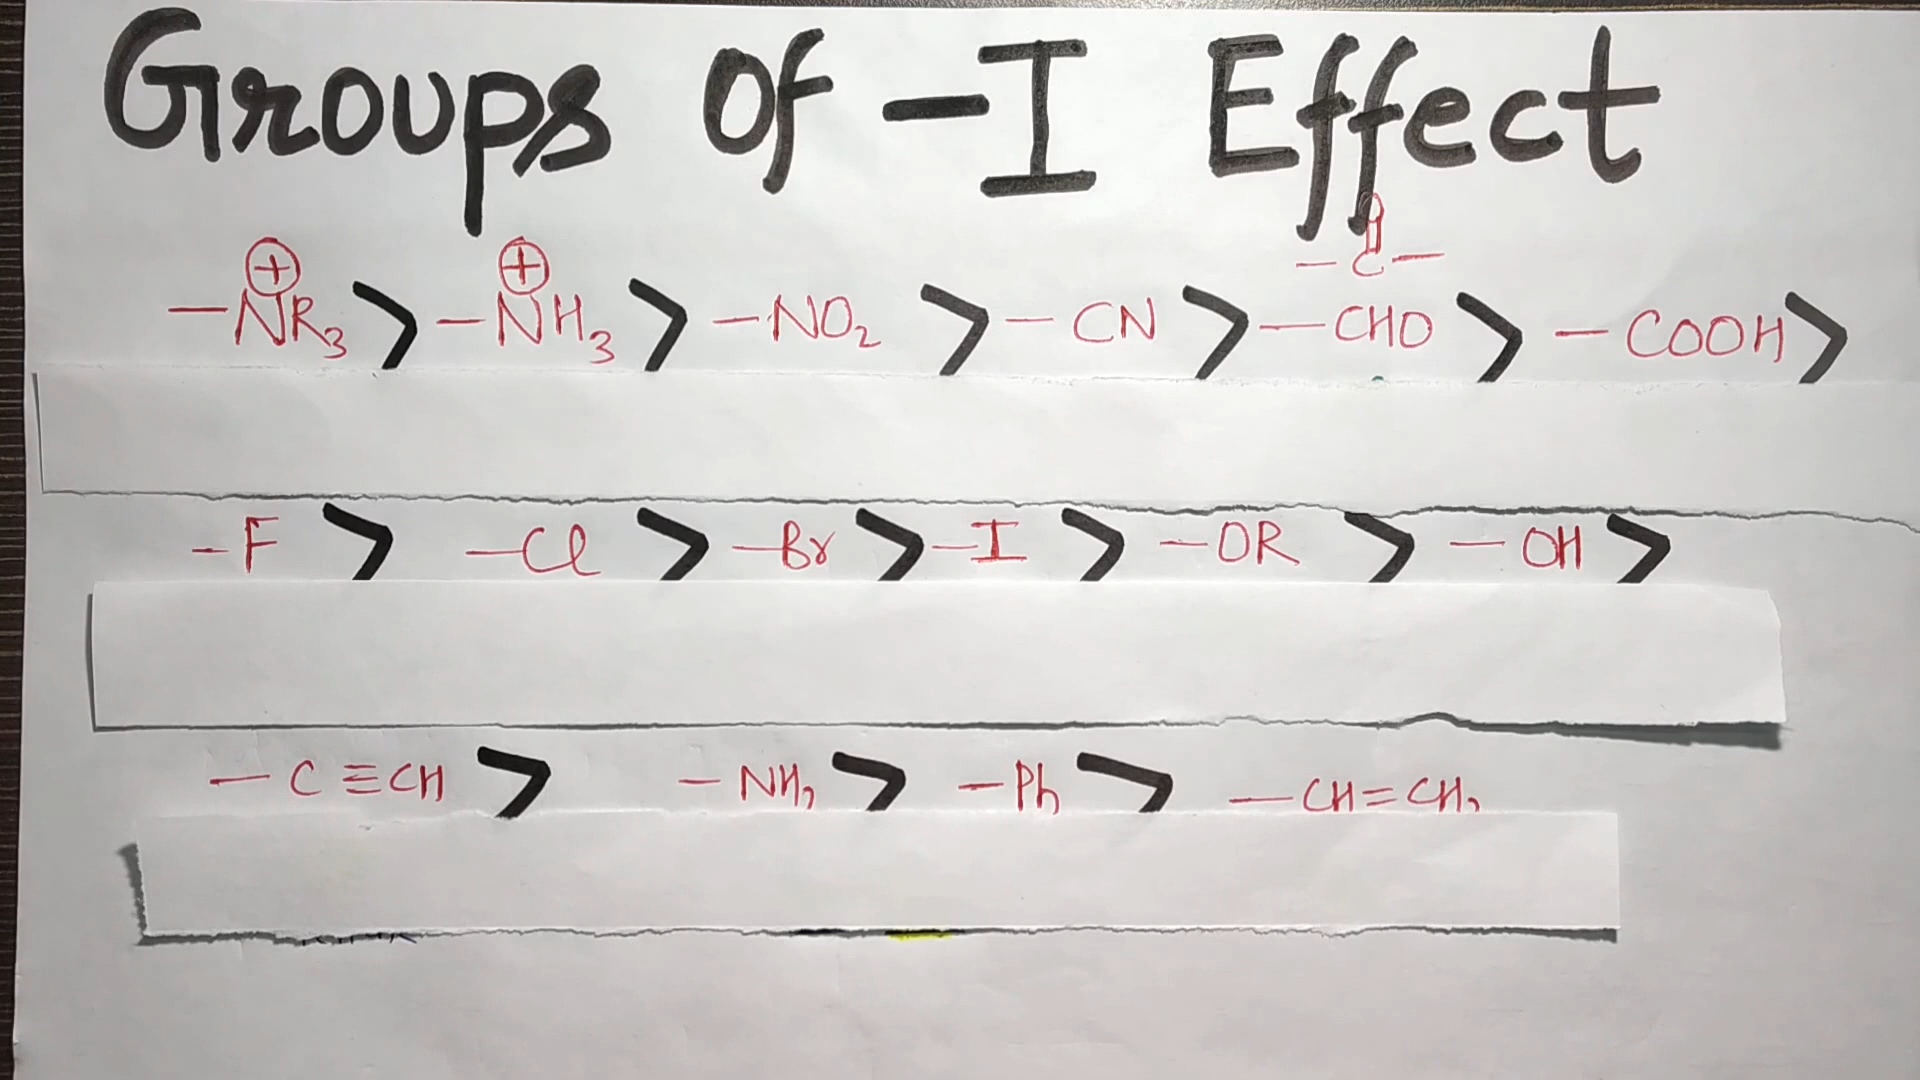 Groups Of -I Effect
-C-
-N⊕R₃ > -N⊕H₃ > -NO₂ > -CN > -CHO > -COOH >
-F > -Cl > -Br > -I > -OR > -OH >
-C≡CH > -NH₂ > -Ph > -CH=CH₂